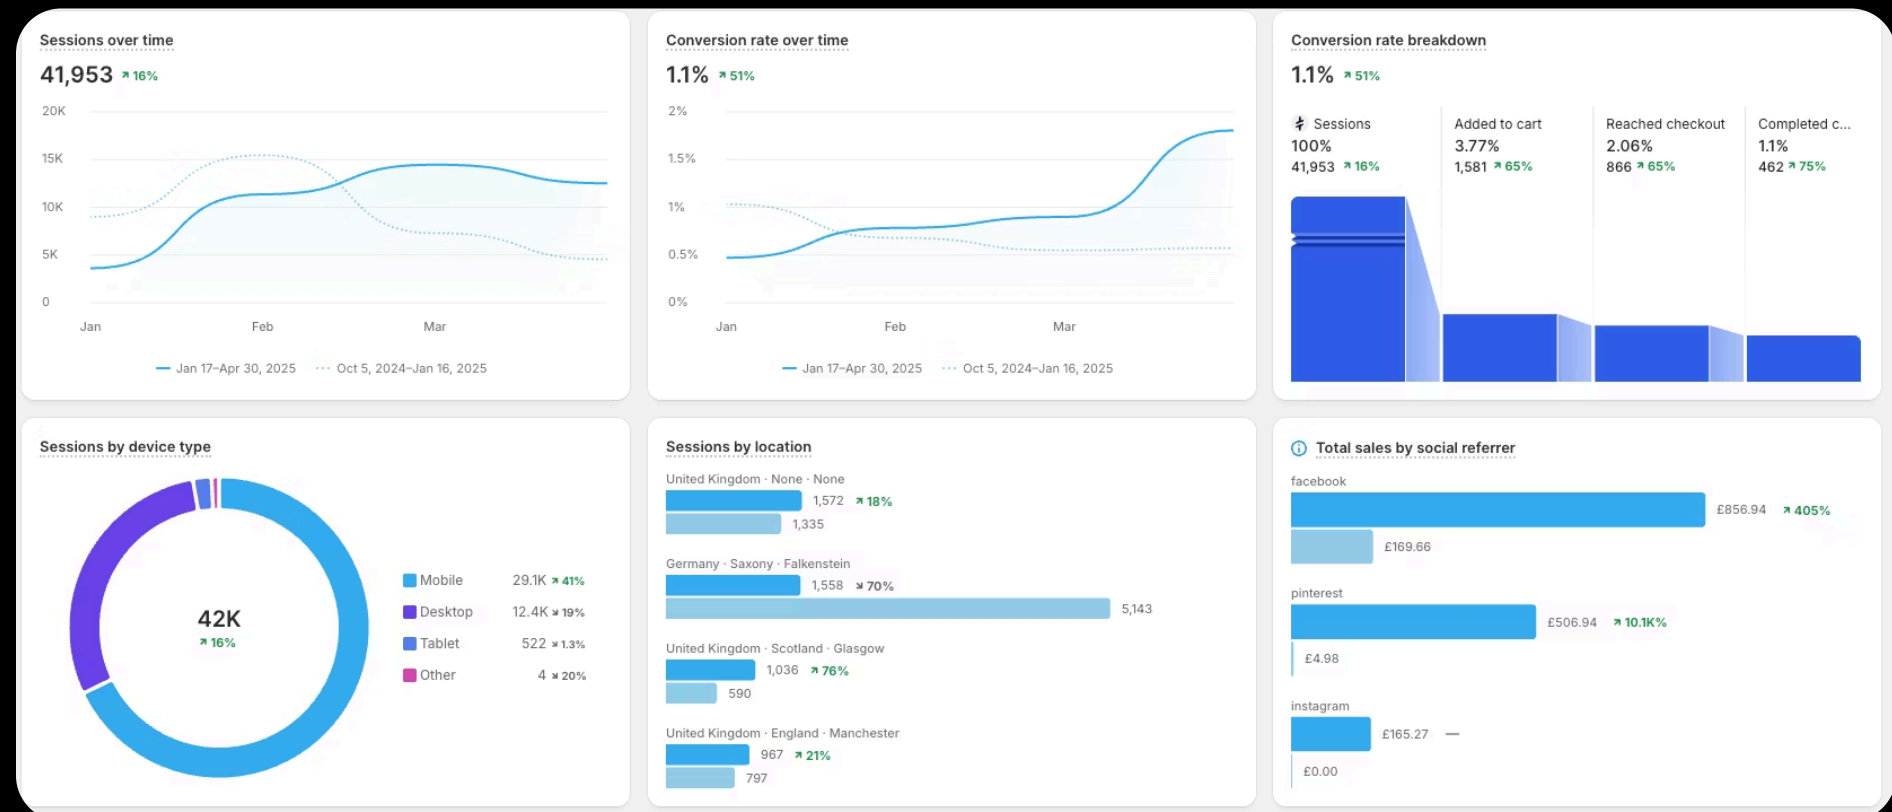 Sessions over time
41,953 ↗ 16%
20K
15K
10K
5K
0
Jan Feb Mar
Jan 17–Apr 30, 2025 Oct 5, 2024–Jan 16, 2025
Conversion rate over time
1.1% ↗ 51%
2%
1.5%
1%
0.5%
0%
Jan Feb Mar
Jan 17–Apr 30, 2025 Oct 5, 2024–Jan 16, 2025
Conversion rate breakdown
1.1% ↗ 51%
Sessions
100%
41,953 ↗ 16%
Added to cart
3.77%
1,581 ↗ 65%
Reached checkout
2.06%
866 ↗ 65%
Completed c...
1.1%
462 ↗ 75%
Sessions by device type
42K
↗ 16%
Mobile 29.1K ↗ 41%
Desktop 12.4K ↘ 19%
Tablet 522 ↘ 1.3%
Other 4 ↘ 20%
Sessions by location
United Kingdom · None · None
1,572 ↗ 18%
1,335
Germany · Saxony · Falkenstein
1,558 ↘ 70%
5,143
United Kingdom · Scotland · Glasgow
1,036 ↗ 76%
590
United Kingdom · England · Manchester
967 ↗ 21%
797
Total sales by social referrer
facebook
£856.94 ↗ 405%
£169.66
pinterest
£506.94 ↗ 10.1K%
£4.98
instagram
£165.27 —
£0.00